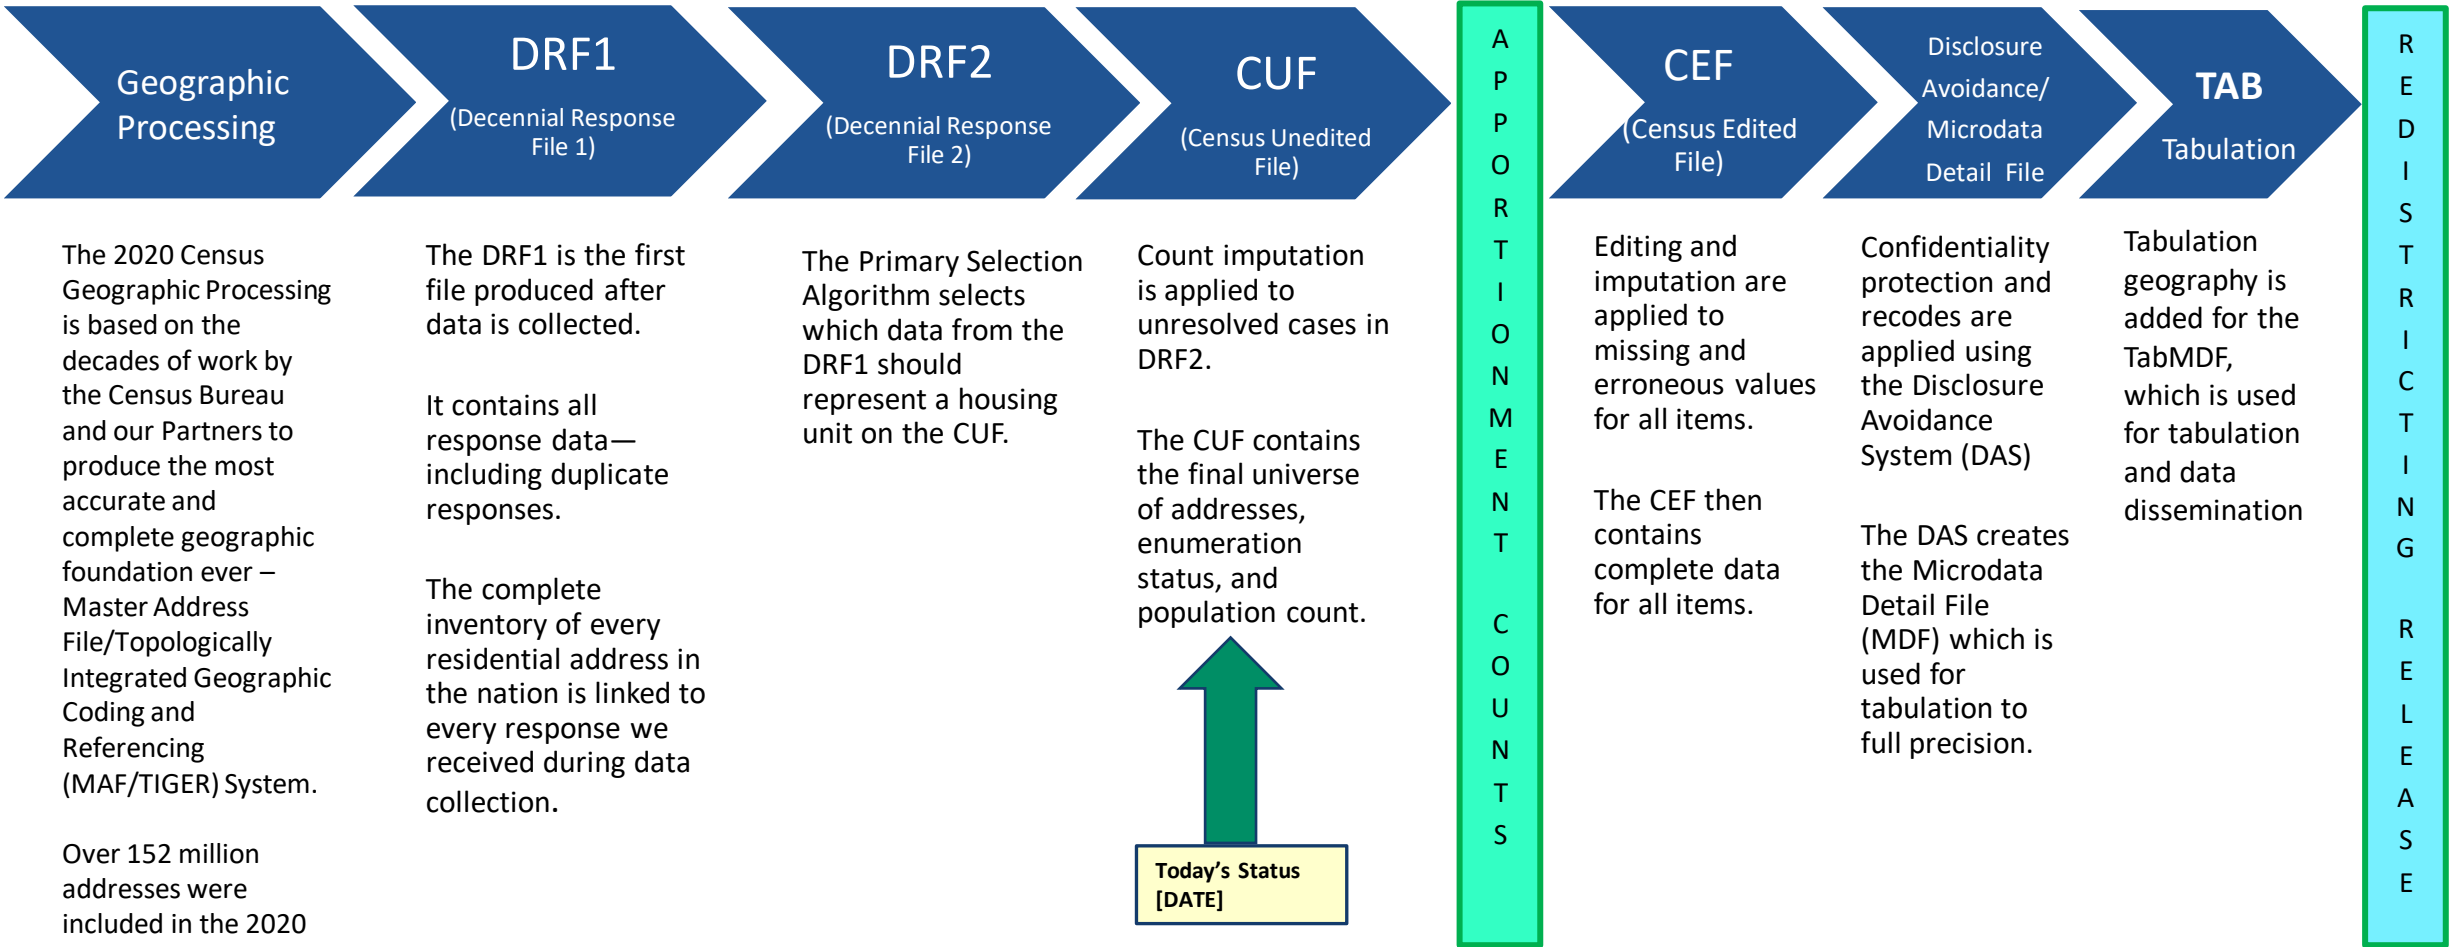 Geographic
Processing
DRF1
(Decennial Response
File 1)
DRF2
(Decennial Response
File 2)
CUF
(Census Unedited
File)
APPORTIONMENT COUNTS
CEF
(Census Edited
File)
Disclosure
Avoidance/
Microdata
Detail File
TAB
Tabulation
REDISTRICTING RELEASE
The 2020 Census
Geographic Processing
is based on the
decades of work by
the Census Bureau
and our Partners to
produce the most
accurate and
complete geographic
foundation ever –
Master Address
File/Topologically
Integrated Geographic
Coding and
Referencing
(MAF/TIGER) System.
Over 152 million
addresses were
included in the 2020
The DRF1 is the first
file produced after
data is collected.
It contains all
response data—
including duplicate
responses.
The complete
inventory of every
residential address in
the nation is linked to
every response we
received during data
collection.
The Primary Selection
Algorithm selects
which data from the
DRF1 should
represent a housing
unit on the CUF.
Count imputation
is applied to
unresolved cases in
DRF2.
The CUF contains
the final universe
of addresses,
enumeration
status, and
population count.
Today's Status
[DATE]
Editing and
imputation are
applied to
missing and
erroneous values
for all items.
The CEF then
contains
complete data
for all items.
Confidentiality
protection and
recodes are
applied using
the Disclosure
Avoidance
System (DAS)
The DAS creates
the Microdata
Detail File
(MDF) which is
used for
tabulation to
full precision.
Tabulation
geography is
added for the
TabMDF,
which is used
for tabulation
and data
dissemination